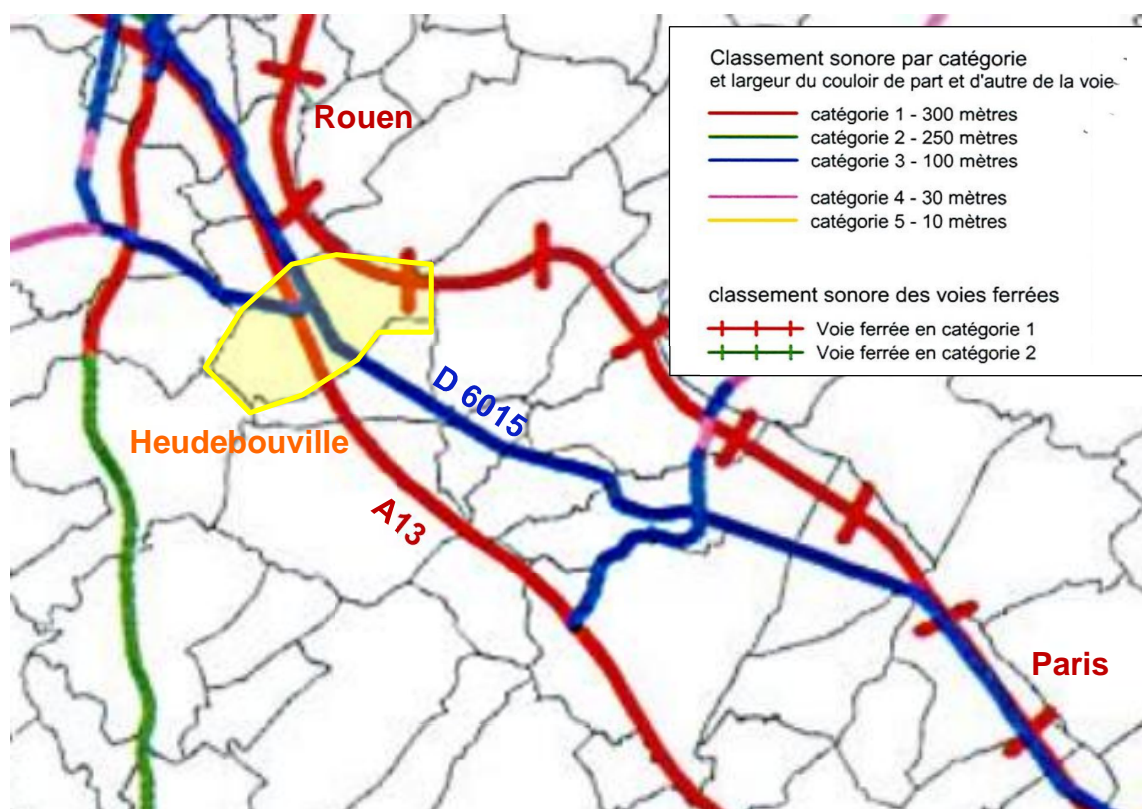 Classement sonore par catégorie
et largeur du couloir de part et d'autre de la voie
catégorie 1 - 300 mètres
catégorie 2 - 250 mètres
catégorie 3 - 100 mètres
catégorie 4 - 30 mètres
catégorie 5 - 10 mètres
classement sonore des voies ferrées
Voie ferrée en catégorie 1
Voie ferrée en catégorie 2
Rouen
D 6015
Heudebouville
A13
Paris